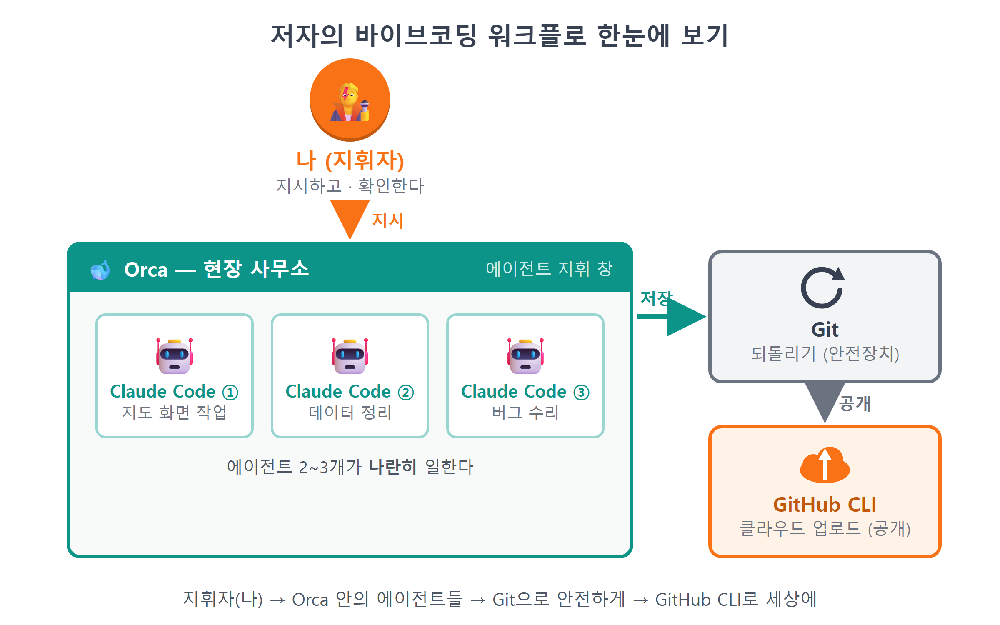 저자의 바이브코딩 워크플로 한눈에 보기
나 (지휘자)
지시하고 · 확인한다
지시
Orca — 현장 사무소
에이전트 지휘 창
Claude Code ①
지도 화면 작업
Claude Code ②
데이터 정리
Claude Code ③
버그 수리
에이전트 2~3개가 나란히 일한다
저장
Git
되돌리기 (안전장치)
공개
GitHub CLI
클라우드 업로드 (공개)
지휘자(나) → Orca 안의 에이전트들 → Git으로 안전하게 → GitHub CLI로 세상에